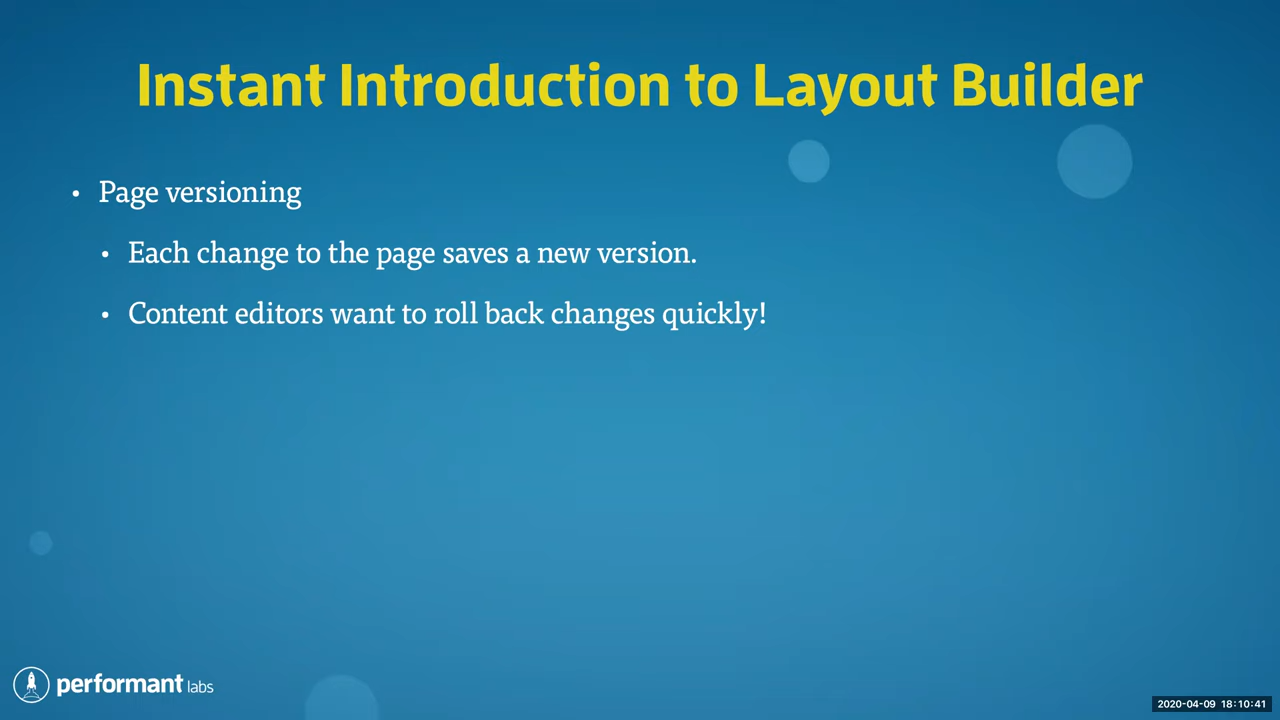 Instant Introduction to Layout Builder
• Page versioning
• Each change to the page saves a new version.
• Content editors want to roll back changes quickly!
performant labs
2020-04-09 18:10:41